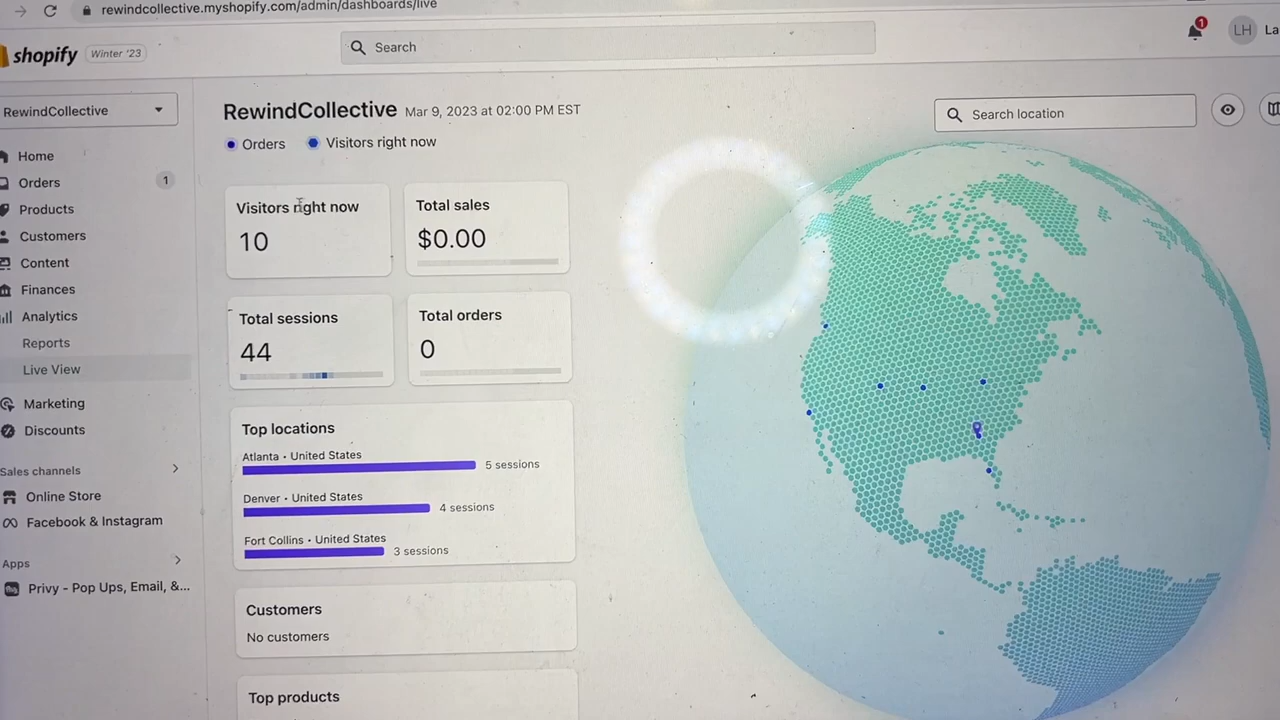 rewindcollective.myshopify.com/admin/dashboards/live
shopify
Winter '23
Search
1
LH
La
RewindCollective
RewindCollective Mar 9, 2023 at 02:00 PM EST
Search location
Orders
Visitors right now
Home
Orders
1
Products
Customers
Content
Finances
Analytics
Reports
Live View
Marketing
Discounts
Sales channels
Online Store
Facebook & Instagram
Apps
Privy - Pop Ups, Email, &...
Visitors right now
10
Total sales
$0.00
Total sessions
44
Total orders
0
Top locations
Atlanta • United States
5 sessions
Denver • United States
4 sessions
Fort Collins • United States
3 sessions
Customers
No customers
Top products